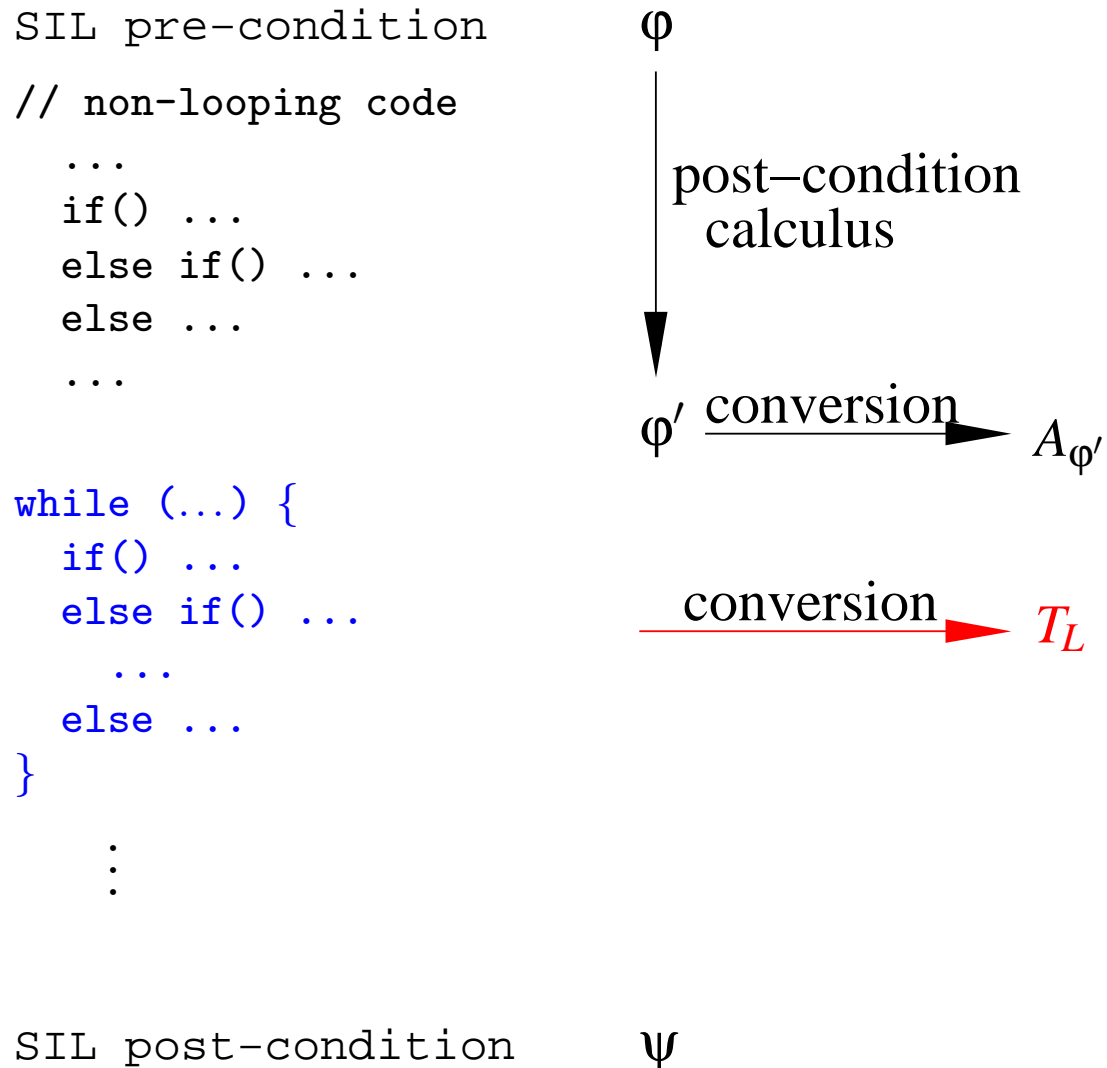 SIL pre−condition φ
// non-looping code
...
if() ...
else if() ...
else ...
...
post−condition
calculus
φ′ conversion A_φ′
while (...) {
if() ...
else if() ...
...
else ...
}
conversion T_L
⋮
SIL post−condition ψ